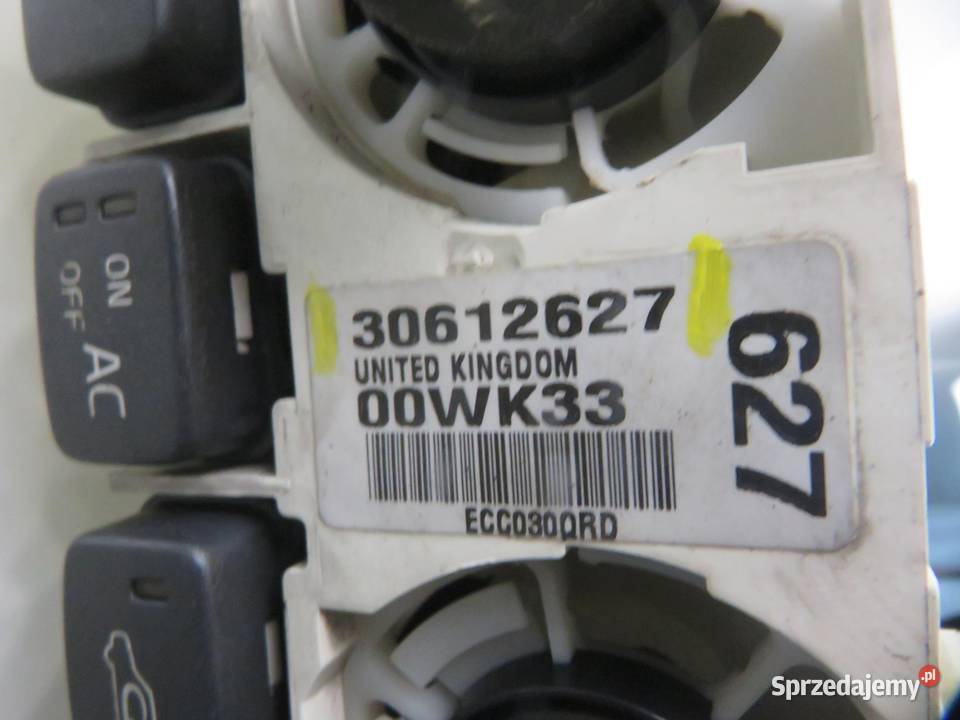 ON
OFF
AC
30612627
UNITED KINGDOM
00WK33
ECC030QRD
627
Sprzedajemy.pl